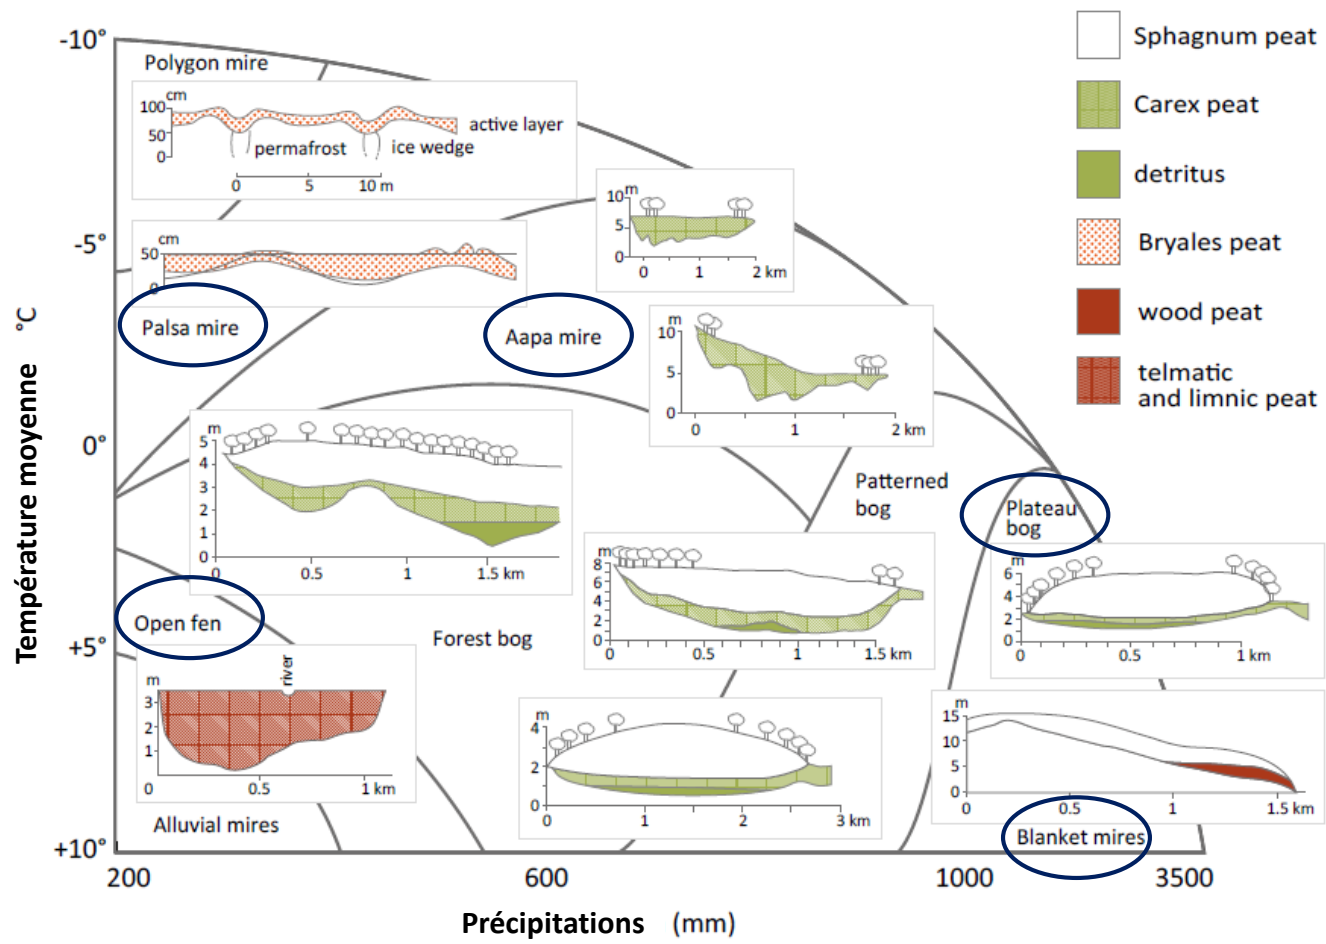 -10°
Polygon mire
cm
100
50
0
active layer
permafrost
ice wedge
0 5 10 m
-5°
cm
50
0
Palsa mire
m
10
5
0
0 1 2 km
Aapa mire
m
10
5
0
0 1 2 km
0°
m
5
4
3
2
1
0
0 0.5 1 1.5 km
Patterned
bog
Plateau
bog
m
8
6
4
2
1
0
0 0.5 1 1.5 km
m
6
4
2
0
0 0.5 1 km
Open fen
Forest bog
+5°
river
m
3
2
1
0 0.5 1 km
Alluvial mires
m
4
2
0
0 1 2 3 km
m
15
10
5
0
0 0.5 1 1.5 km
Blanket mires
+10°
200 600 1000 3500
Précipitations (mm)
Température moyenne °C
Sphagnum peat
Carex peat
detritus
Bryales peat
wood peat
telmatic
and limnic peat